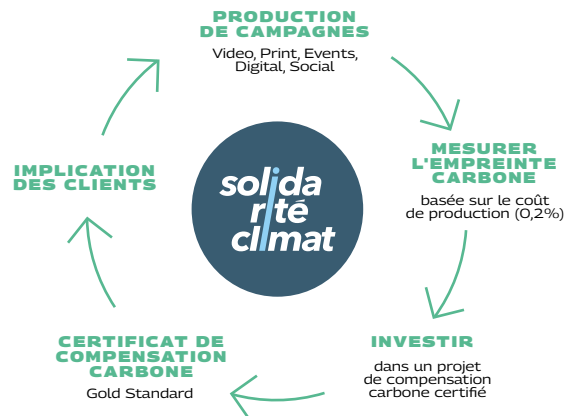 PRODUCTION
DE CAMPAGNES
Video, Print, Events,
Digital, Social
MESURER
L'EMPREINTE
CARBONE
basée sur le coût
de production (0,2%)
INVESTIR
dans un projet
de compensation
carbone certifié
CERTIFICAT DE
COMPENSATION
CARBONE
Gold Standard
IMPLICATION
DES CLIENTS
solida
rité
climat